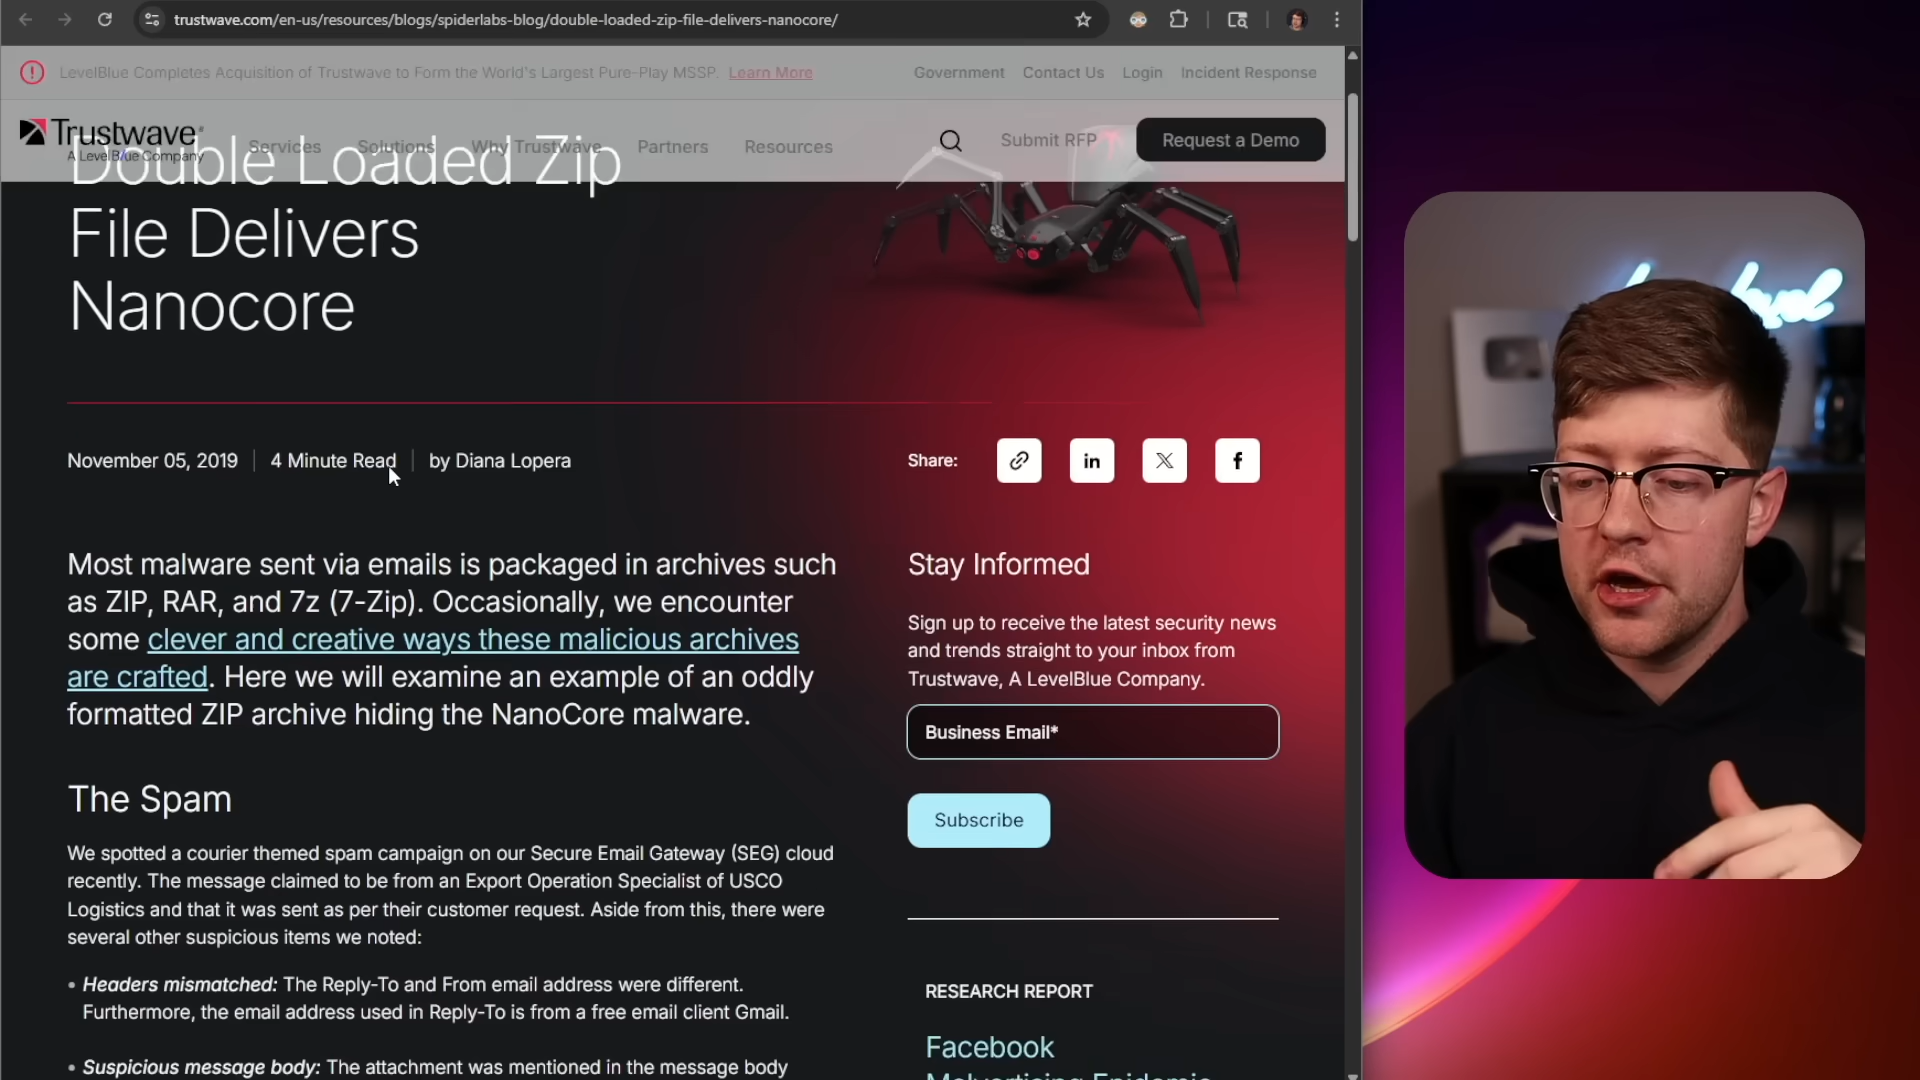 trustwave.com/en-us/resources/blogs/spiderlabs-blog/double-loaded-zip-file-delivers-nanocore/
LevelBlue Completes Acquisition of Trustwave to Form the World's Largest Pure-Play MSSP. Learn More
Government Contact Us Login Incident Response
Trustwave
A LevelBlue Company
Services Solutions Why Trustwave Partners Resources
Submit RFP
Request a Demo
Double Loaded Zip
File Delivers
Nanocore
November 05, 2019 | 4 Minute Read | by Diana Lopera
Share:
in
f
Most malware sent via emails is packaged in archives such
as ZIP, RAR, and 7z (7-Zip). Occasionally, we encounter
some clever and creative ways these malicious archives
are crafted. Here we will examine an example of an oddly
formatted ZIP archive hiding the NanoCore malware.
The Spam
We spotted a courier themed spam campaign on our Secure Email Gateway (SEG) cloud
recently. The message claimed to be from an Export Operation Specialist of USCO
Logistics and that it was sent as per their customer request. Aside from this, there were
several other suspicious items we noted:
• Headers mismatched: The Reply-To and From email address were different.
Furthermore, the email address used in Reply-To is from a free email client Gmail.
• Suspicious message body: The attachment was mentioned in the message body
Stay Informed
Sign up to receive the latest security news
and trends straight to your inbox from
Trustwave, A LevelBlue Company.
Business Email*
Subscribe
RESEARCH REPORT
Facebook
Malvertising Epidemic